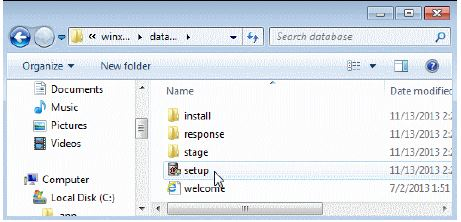 « winx... ▸ data... ▸
Search database
Organize ▾ New folder
Documents
Music
Pictures
Videos
Computer
Local Disk (C:)
app
Name
Date modified
install 11/13/2013 2:2
response 11/13/2013 2:2
stage 11/13/2013 2:2
setup 11/13/2013 2:2
welcome 7/2/2013 1:51